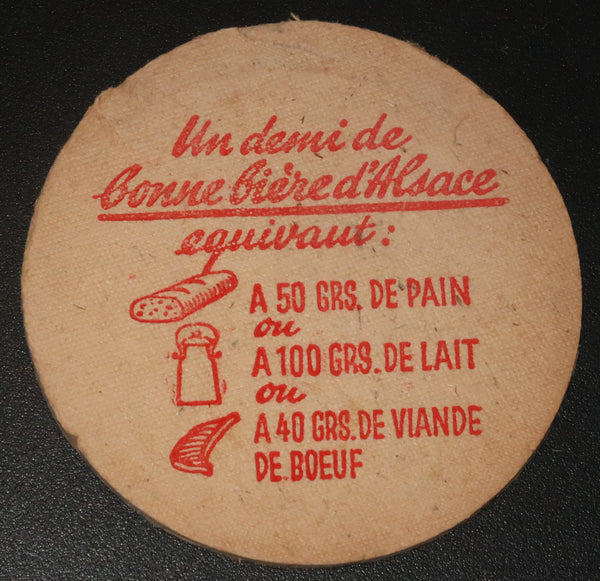 Un demi de
bonne bière d'Alsace
equivaut :
A 50 GRS. DE PAIN
ou
A 100 GRS. DE LAIT
ou
A 40 GRS. DE VIANDE
DE BOEUF